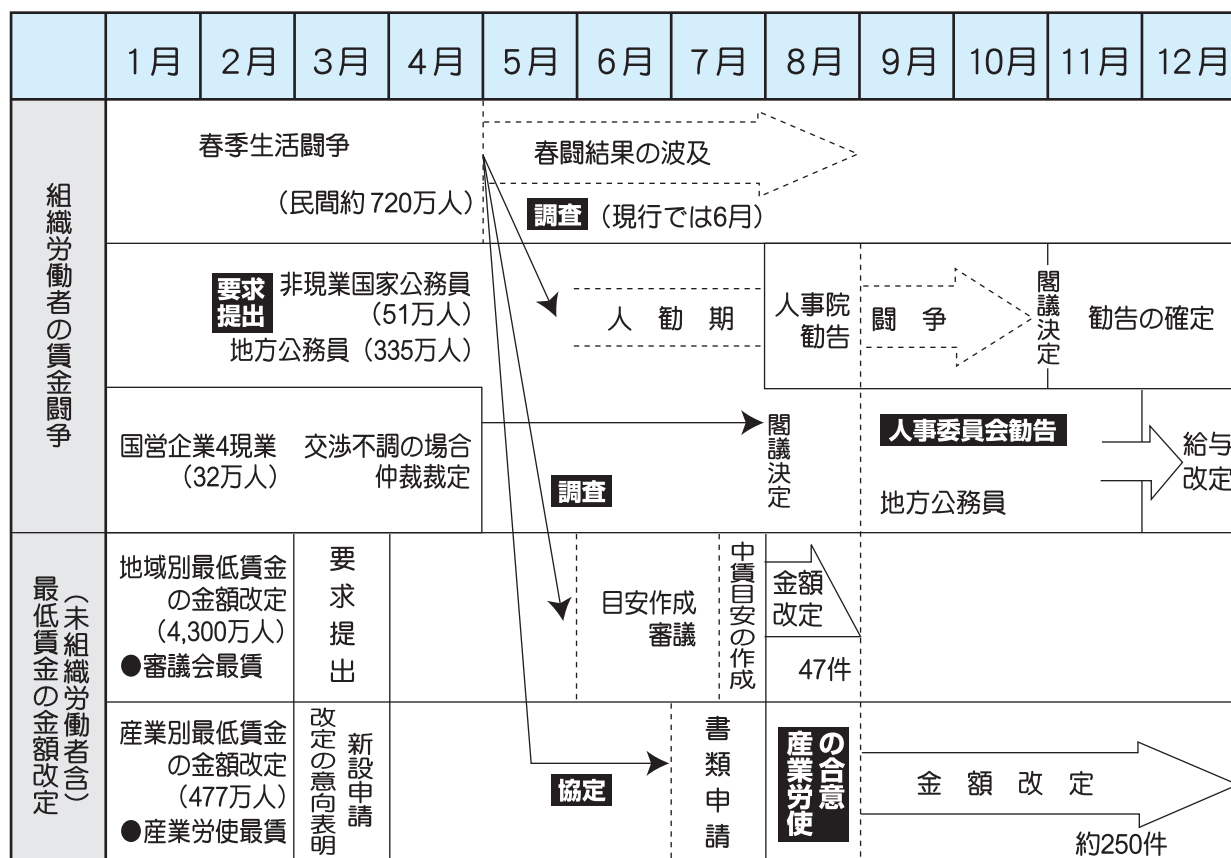 1月 2月 3月 4月 5月 6月 7月 8月 9月 10月 11月 12月
組織労働者の賃金闘争
春季生活闘争
(民間約720万人)
春闘結果の波及
調査 (現行では6月)
要求
提出
非現業国家公務員
(51万人)
地方公務員(335万人)
人勧期
人事院
勧告
闘争
閣議決定
勧告の確定
国営企業4現業
(32万人)
交渉不調の場合
仲裁裁定
調査
閣議決定
人事委員会勧告
地方公務員
給与
改定
(未組織労働者含)
最低賃金の金額改定
地域別最低賃金
の金額改定
(4,300万人)
●審議会最賃
要求提出
目安作成
審議
中賃目安の作成
金額
改定
47件
産業別最低賃金
の金額改定
(477万人)
●産業労使最賃
新設申請
改定の意向表明
協定
書類申請
の合意
産業労使
金額改定
約250件